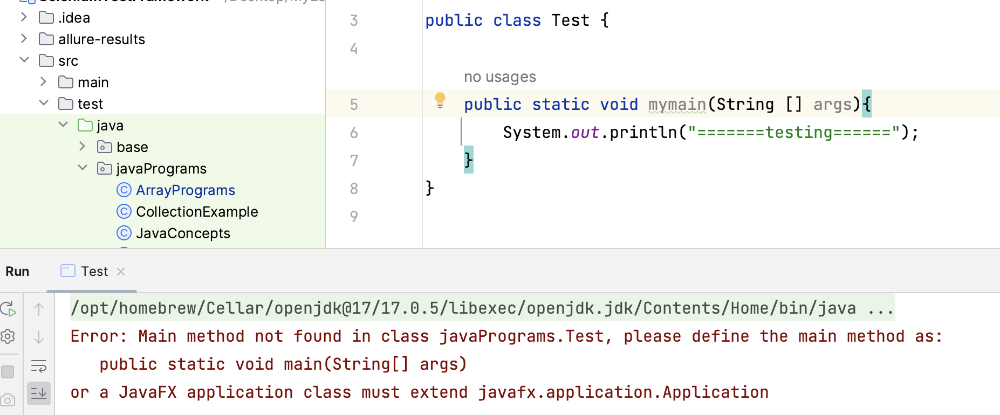 .idea
allure-results
src
main
test
java
base
javaPrograms
ArrayPrograms
CollectionExample
JavaConcepts
3 public class Test {
4
no usages
5 public static void mymain(String [] args){
6 System.out.println("=======testing======");
7 }
8 }
9
Run Test
/opt/homebrew/Cellar/openjdk@17/17.0.5/libexec/openjdk.jdk/Contents/Home/bin/java ...
Error: Main method not found in class javaPrograms.Test, please define the main method as:
public static void main(String[] args)
or a JavaFX application class must extend javafx.application.Application